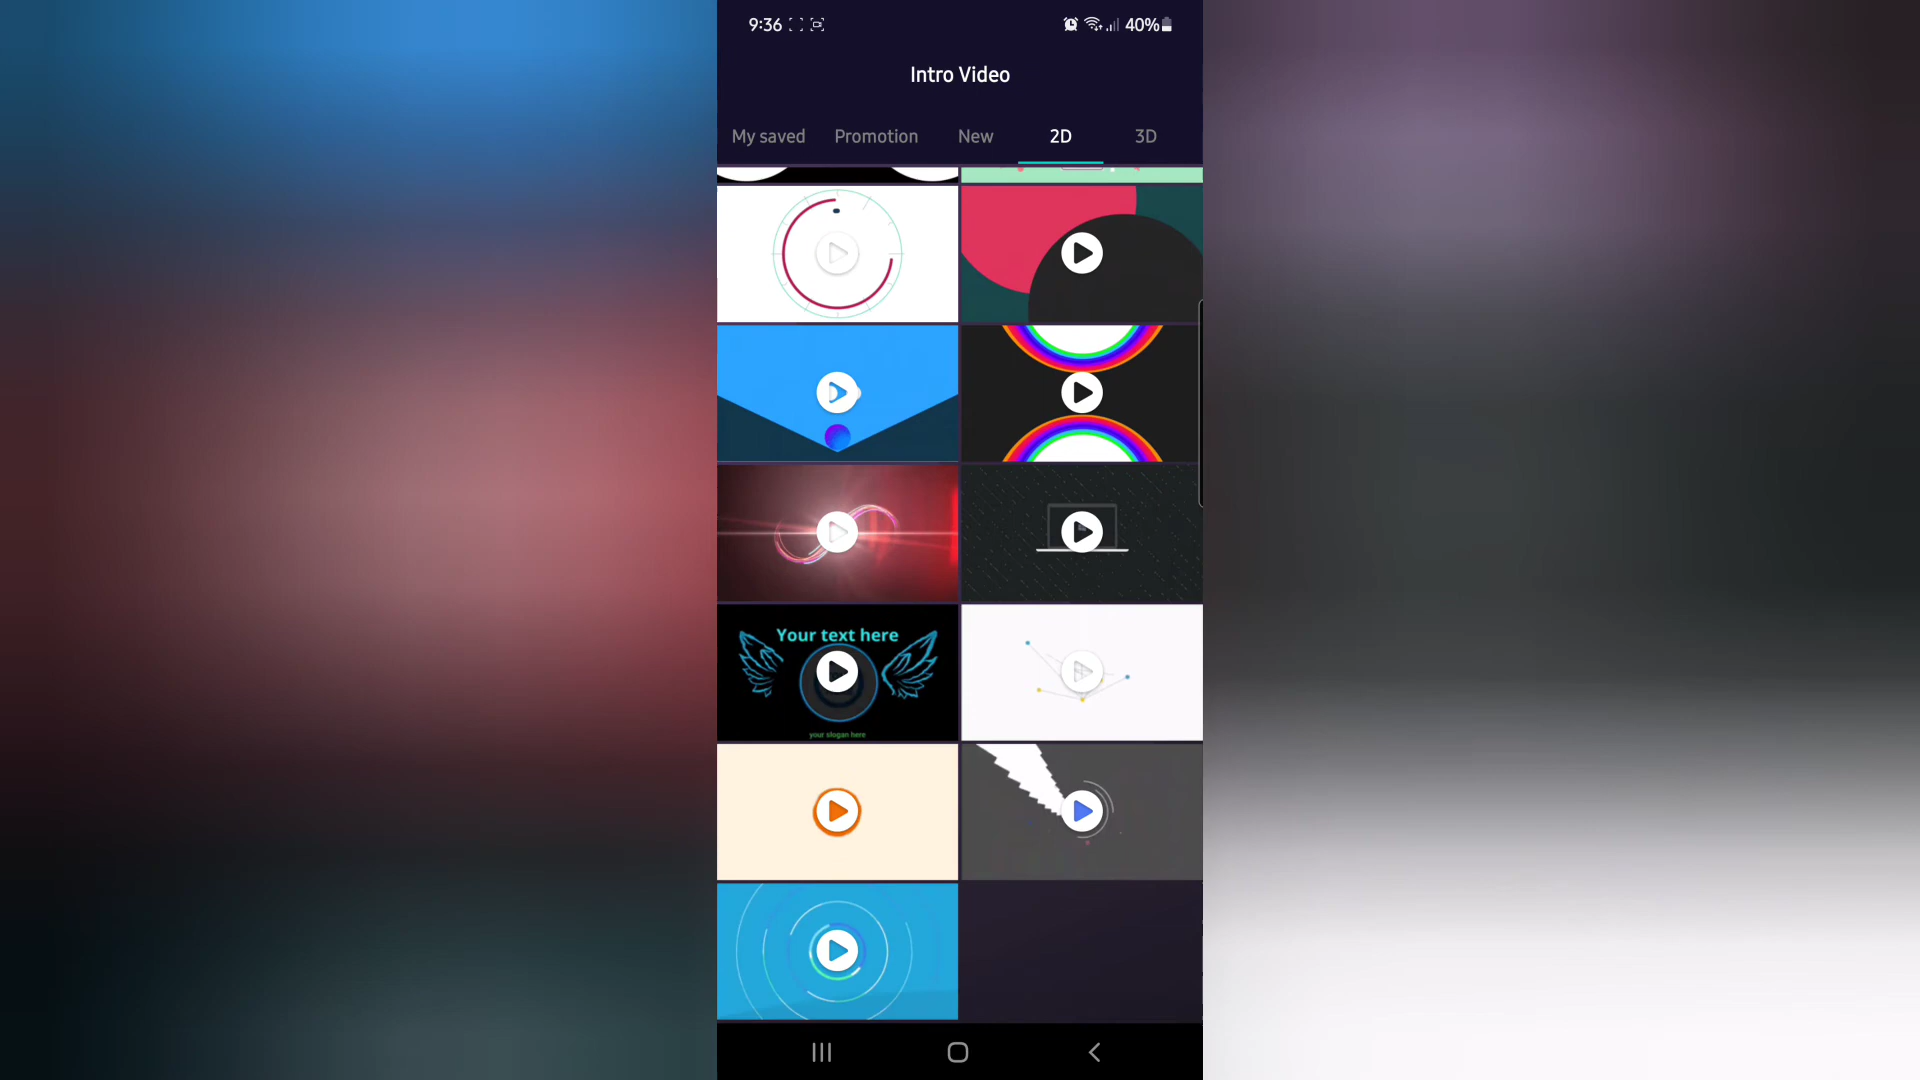 9:36 40%
Intro Video
My saved Promotion New 2D 3D
Your text here
your slogan here